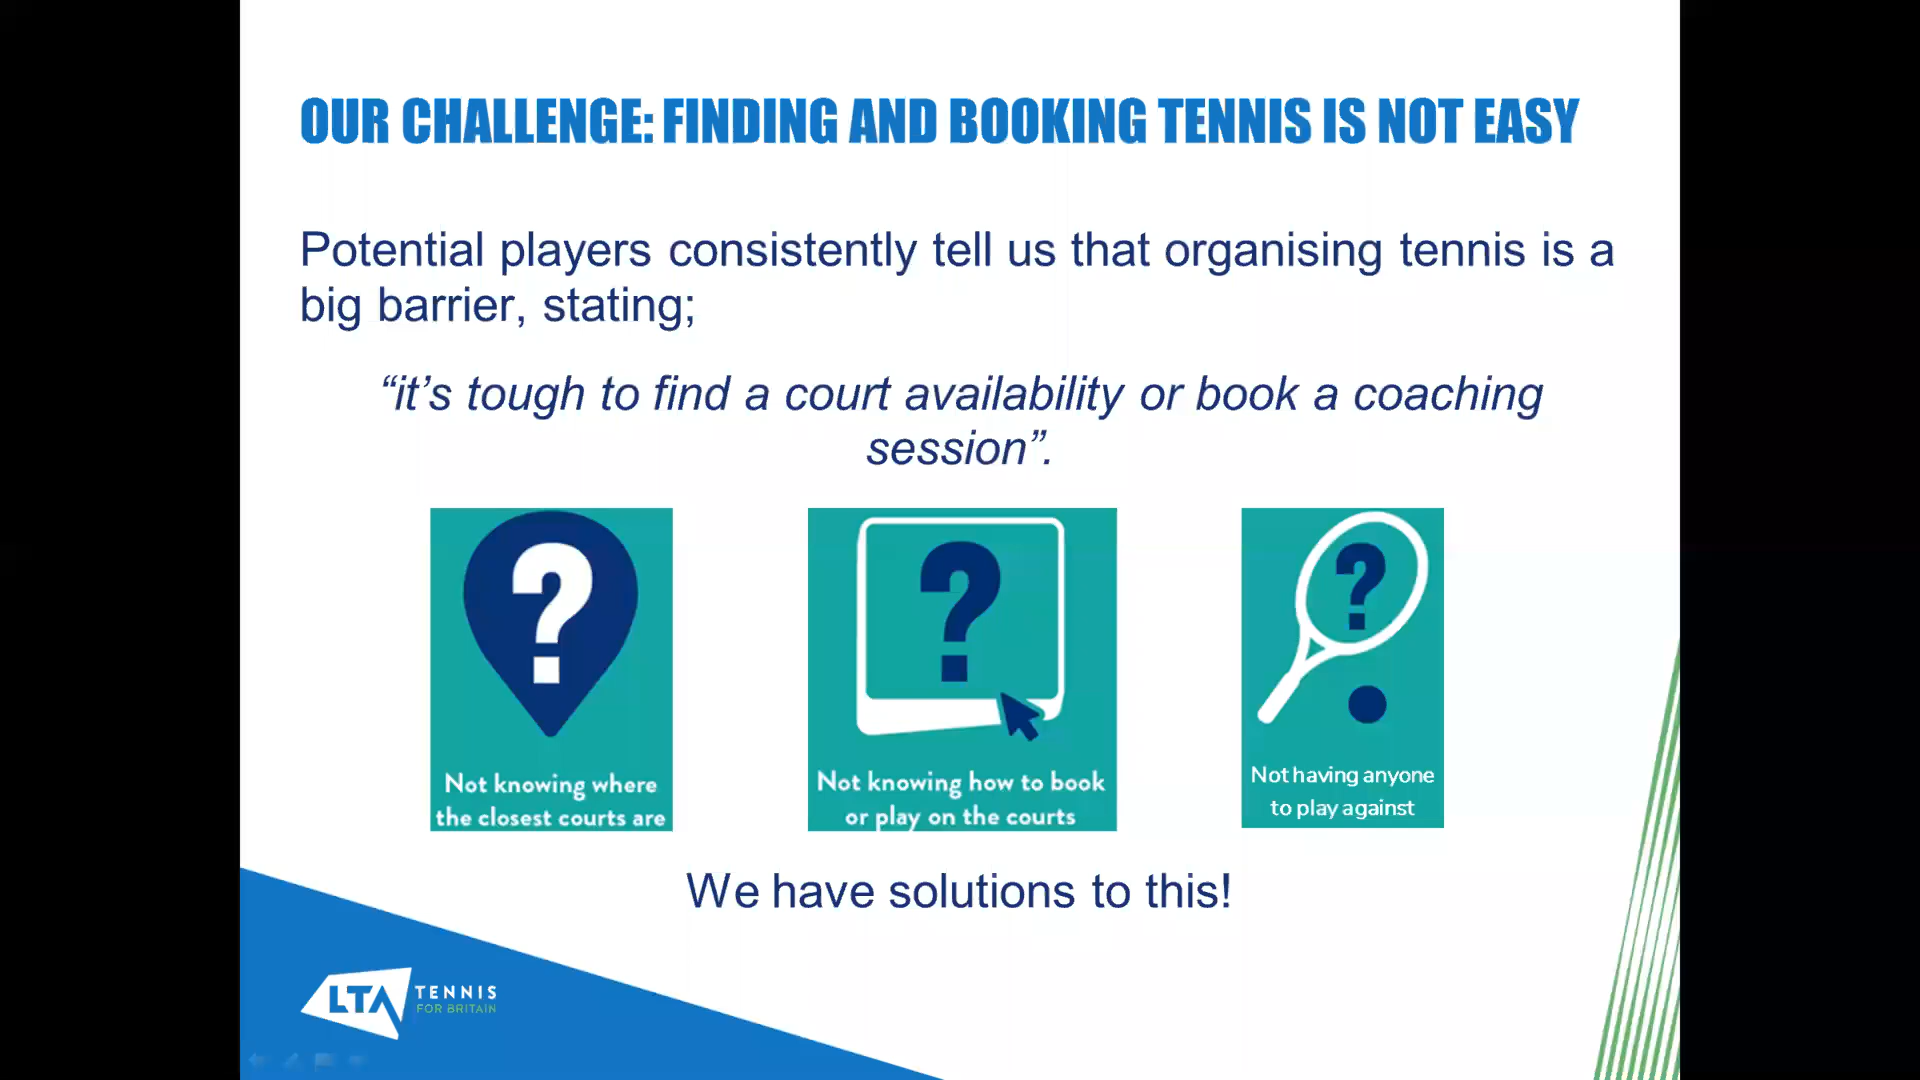 OUR CHALLENGE: FINDING AND BOOKING TENNIS IS NOT EASY
Potential players consistently tell us that organising tennis is a
big barrier, stating;
“it’s tough to find a court availability or book a coaching
session”.
?
Not knowing where
the closest courts are
?
Not knowing how to book
or play on the courts
?
Not having anyone
to play against
We have solutions to this!
LTA TENNIS
FOR BRITAIN